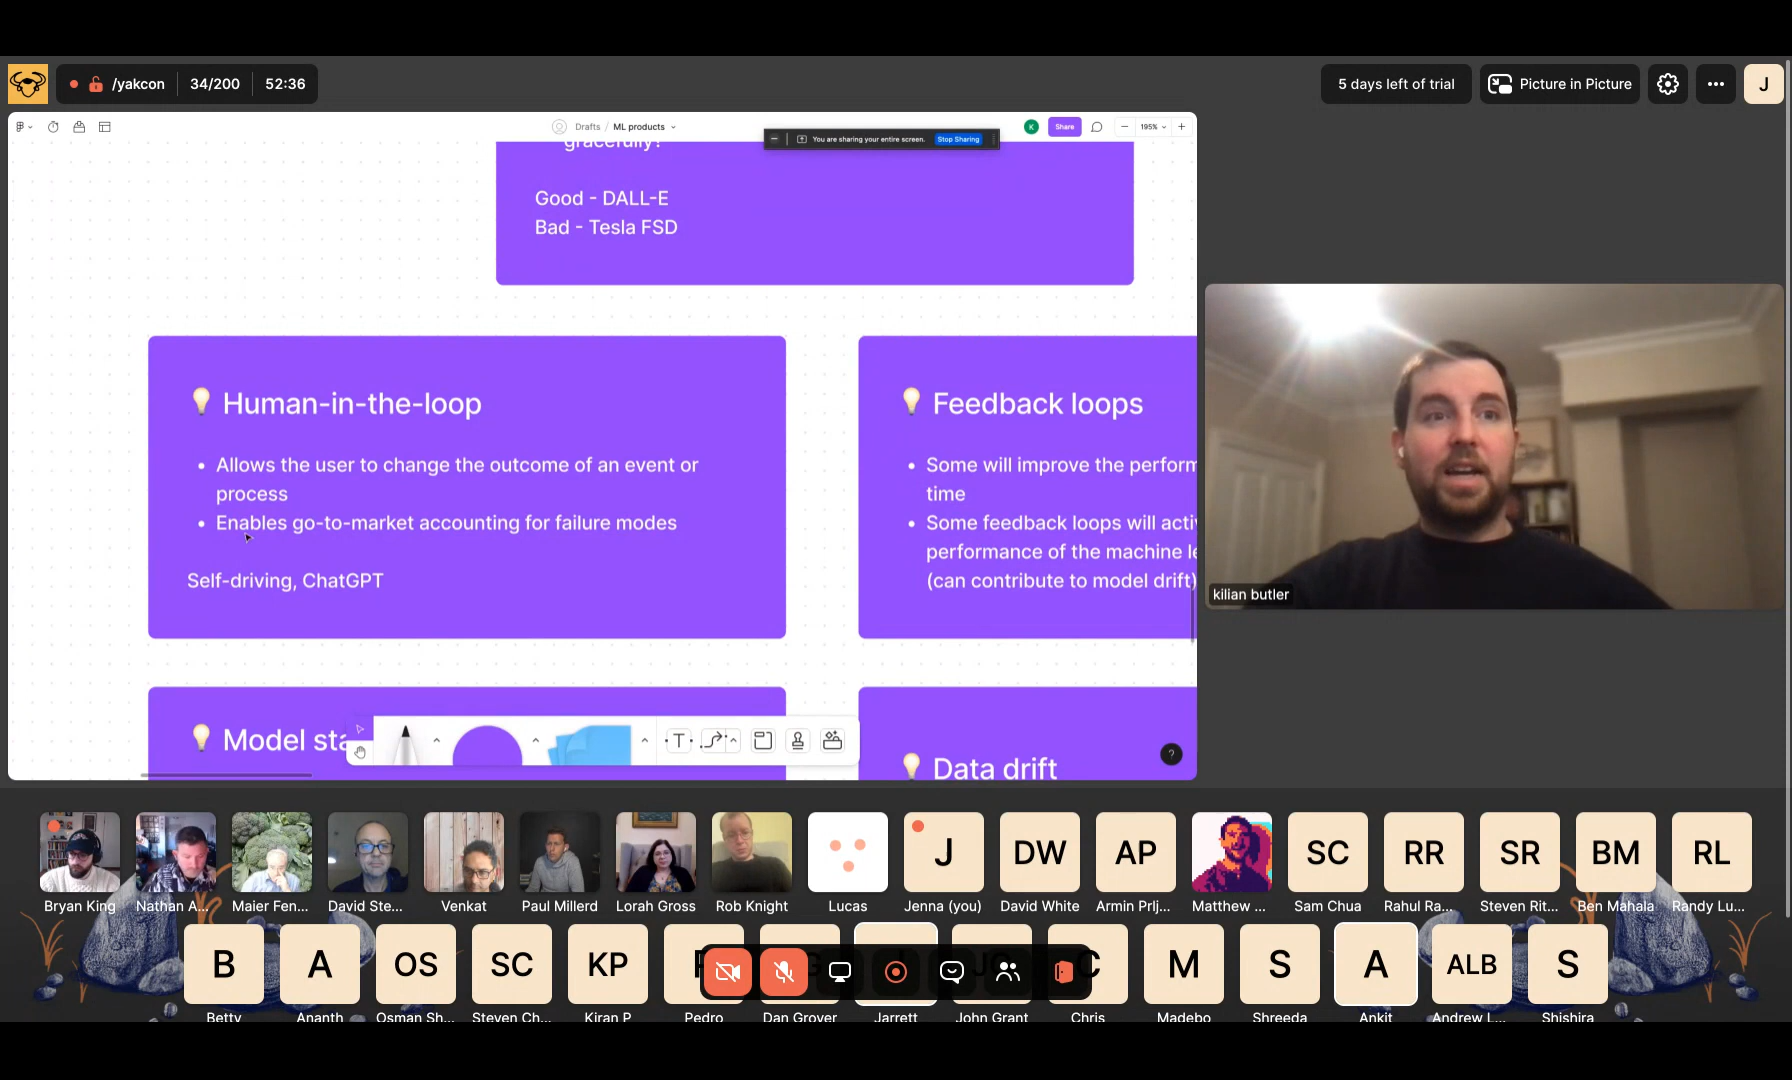 /yakcon
34/200
52:36
5 days left of trial
Picture in Picture
J
Drafts / ML products
You are sharing your entire screen.
Stop Sharing
K
Share
195%
gracefully?
Good - DALL-E
Bad - Tesla FSD
💡 Human-in-the-loop
• Allows the user to change the outcome of an event or
process
• Enables go-to-market accounting for failure modes
Self-driving, ChatGPT
💡 Feedback loops
• Some will improve the perform
time
• Some feedback loops will acti
performance of the machine le
(can contribute to model drift)
💡 Model sta
💡 Data drift
T
?
kilian butler
J
DW
AP
SC
RR
SR
BM
RL
Bryan King
Nathan A...
Maier Fen...
David Ste...
Venkat
Paul Millerd
Lorah Gross
Rob Knight
Lucas
Jenna (you)
David White
Armin Prlj...
Matthew ...
Sam Chua
Rahul Ra...
Steven Rit...
Ben Mahala
Randy Lu...
B
A
OS
SC
KP
C
M
S
A
ALB
S
Betty
Ananth
Osman Sh...
Steven Ch...
Kiran P
Pedro
Dan Grover
Jarrett
John Grant
Chris
Madebo
Shreeda
Ankit
Andrew L...
Shishira